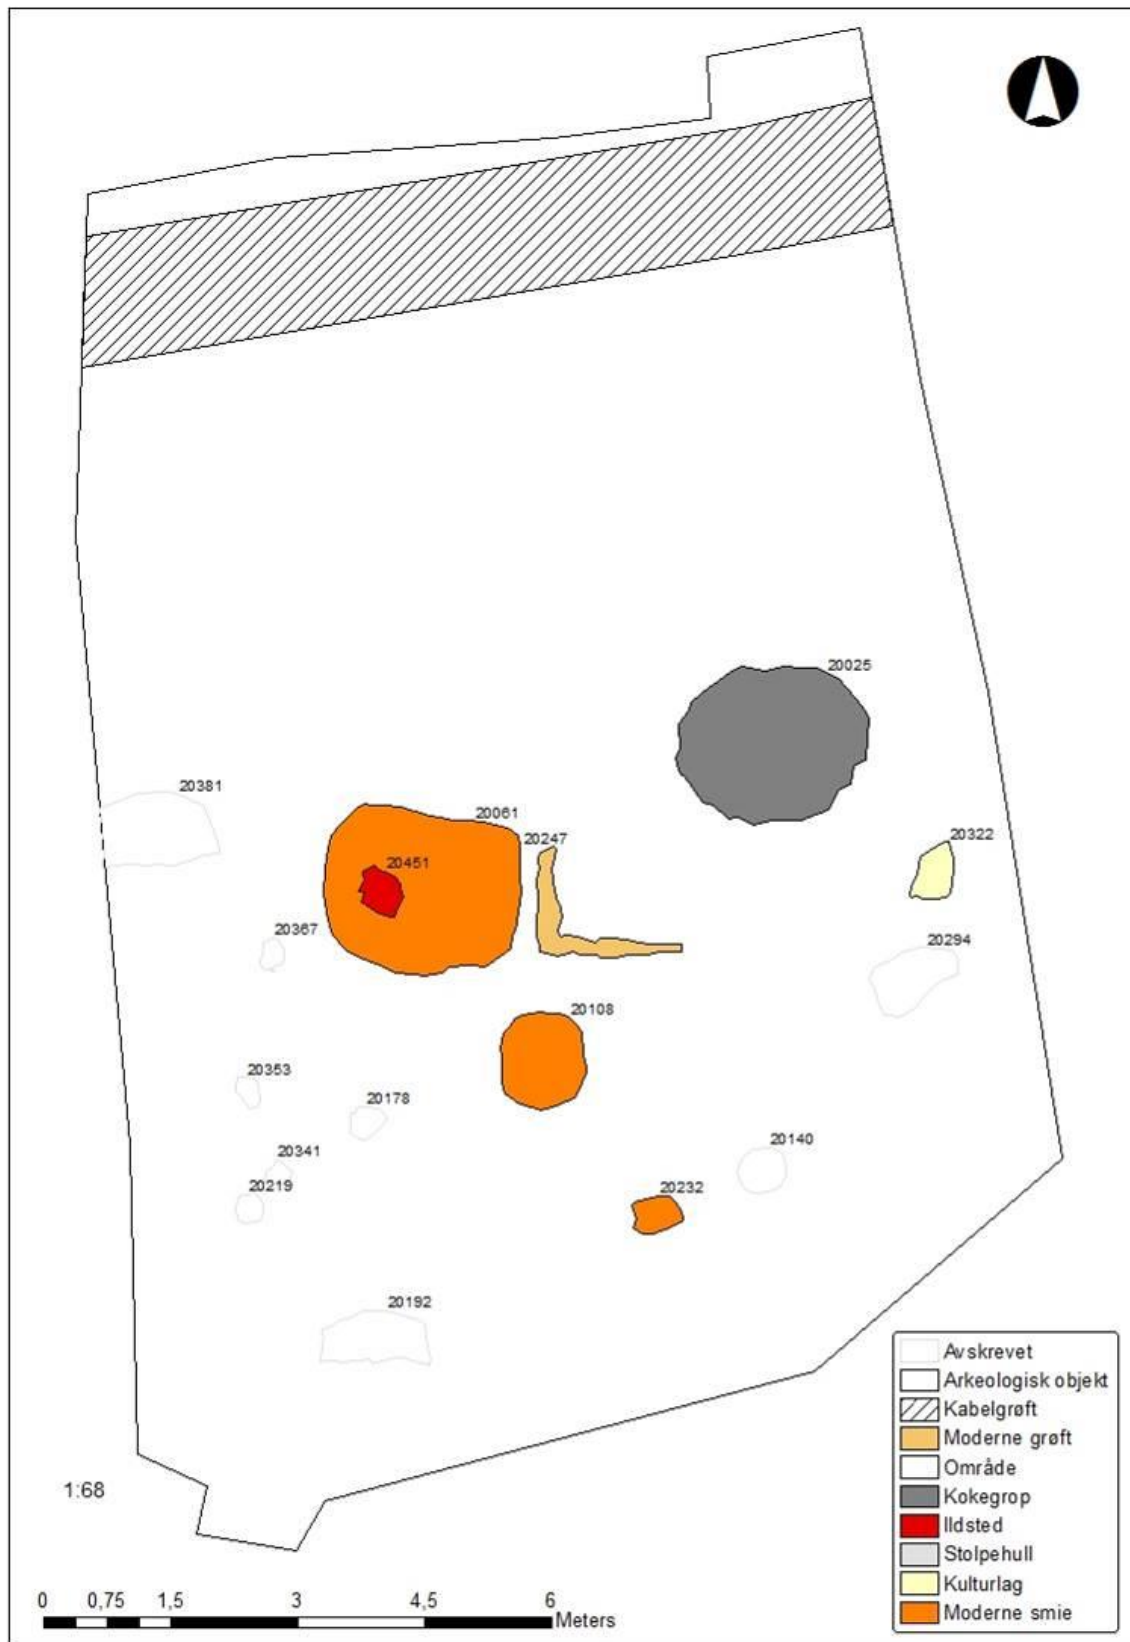 20025
20381
20061
20247
20322
20451
20367
20294
20108
20353
20178
20341
20140
20219
20232
20192
Avskrevet
Arkeologisk objekt
Kabelgrøft
Moderne grøft
Område
Kokegrop
Ildsted
Stolpehull
Kulturlag
Moderne smie
1:68
0 0,75 1,5 3 4,5 6
Meters